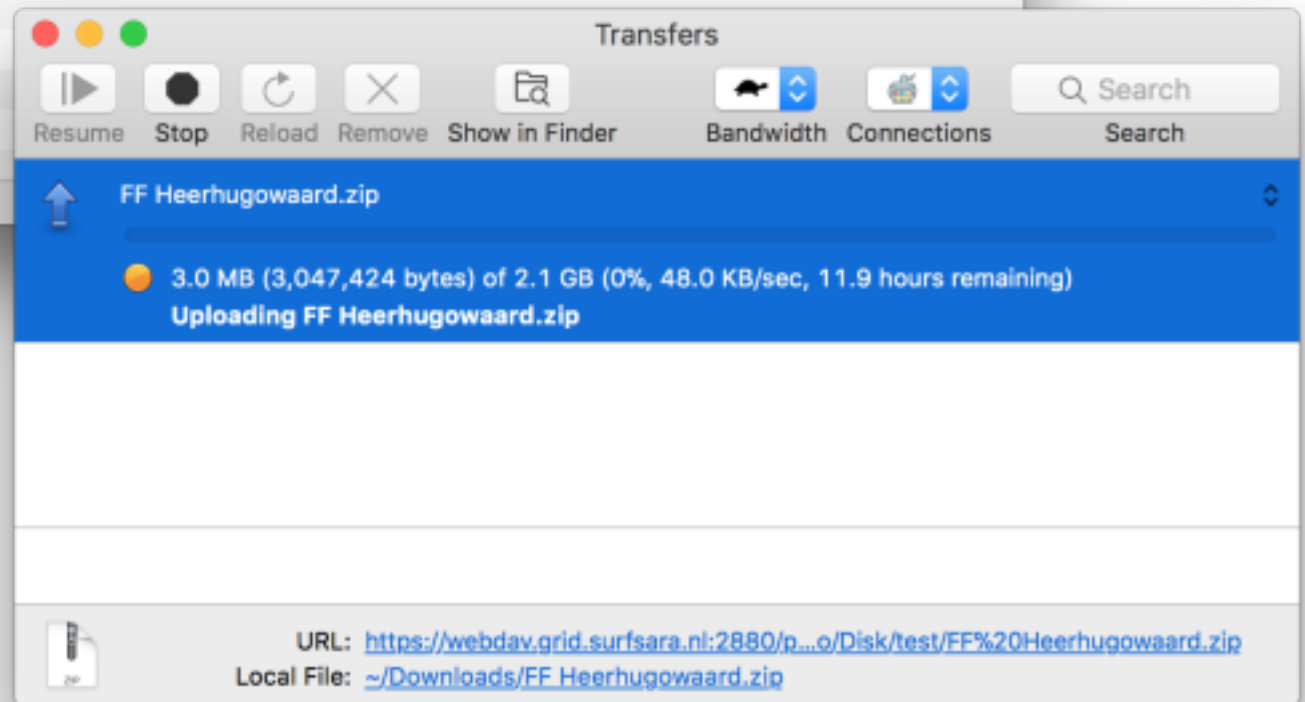 Transfers
Resume Stop Reload Remove Show in Finder Bandwidth Connections Search
Search
FF Heerhugowaard.zip
3.0 MB (3,047,424 bytes) of 2.1 GB (0%, 48.0 KB/sec, 11.9 hours remaining)
Uploading FF Heerhugowaard.zip
URL: https://webdav.grid.surfsara.nl:2880/p...o/Disk/test/FF%20Heerhugowaard.zip
ZIP
Local File: ~/Downloads/FF Heerhugowaard.zip